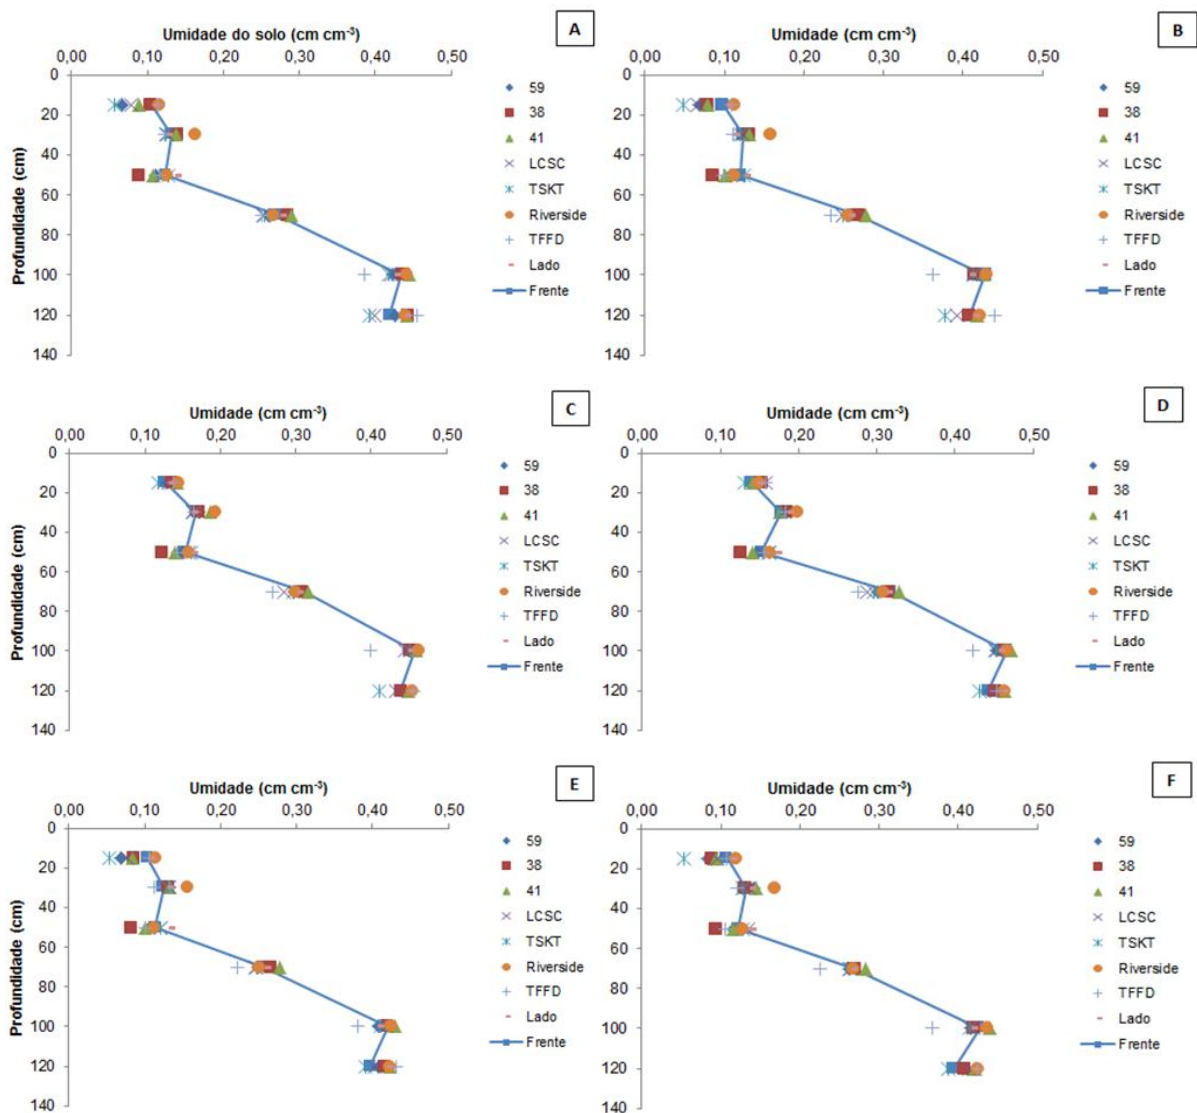 Umidade do solo (cm cm⁻³)
A
0,00 0,10 0,20 0,30 0,40 0,50
Profundidade (cm)
0
20
40
60
80
100
120
140
59
38
41
LCSC
TSKT
Riverside
TFFD
Lado
Frente
Umidade do solo (cm cm⁻³)
B
0,00 0,10 0,20 0,30 0,40 0,50
0
20
40
60
80
100
120
140
59
38
41
LCSC
TSKT
Riverside
TFFD
Lado
Frente
Umidade (cm cm⁻³)
C
0,00 0,10 0,20 0,30 0,40 0,50
Profundidade (cm)
0
20
40
60
80
100
120
140
59
38
41
LCSC
TSKT
Riverside
TFFD
Lado
Frente
Umidade (cm cm⁻³)
D
0,00 0,10 0,20 0,30 0,40 0,50
0
20
40
60
80
100
120
140
59
38
41
LCSC
TSKT
Riverside
TFFD
Lado
Frente
Umidade (cm cm⁻³)
E
0,00 0,10 0,20 0,30 0,40 0,50
Profundidade (cm)
0
20
40
60
80
100
120
140
59
38
41
LCSC
TSKT
Riverside
TFFD
Lado
Frente
Umidade (cm cm⁻³)
F
0,00 0,10 0,20 0,30 0,40 0,50
0
20
40
60
80
100
120
140
59
38
41
LCSC
TSKT
Riverside
TFFD
Lado
Frente